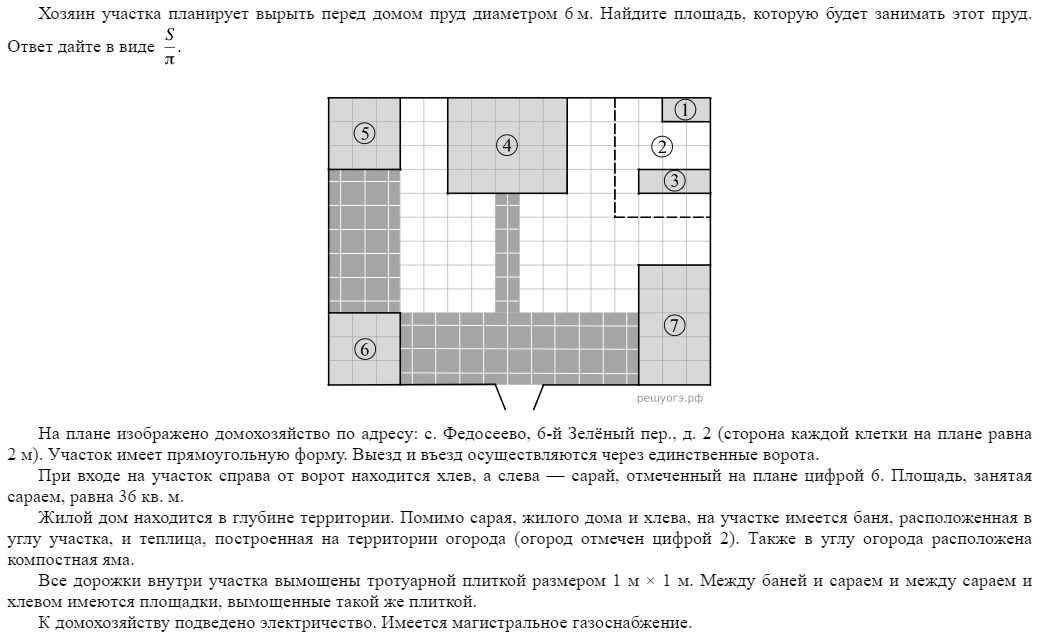 Хозяин участка планирует вырыть перед домом пруд диаметром 6 м. Найдите площадь, которую будет занимать этот пруд.
Ответ дайте в виде S/π.
1
5
4
2
3
7
6
решуогэ.рф
На плане изображено домохозяйство по адресу: с. Федосеево, 6-й Зелёный пер., д. 2 (сторона каждой клетки на плане равна
2 м). Участок имеет прямоугольную форму. Выезд и въезд осуществляются через единственные ворота.
При входе на участок справа от ворот находится хлев, а слева — сарай, отмеченный на плане цифрой 6. Площадь, занятая
сараем, равна 36 кв. м.
Жилой дом находится в глубине территории. Помимо сарая, жилого дома и хлева, на участке имеется баня, расположенная в
углу участка, и теплица, построенная на территории огорода (огород отмечен цифрой 2). Также в углу огорода расположена
компостная яма.
Все дорожки внутри участка вымощены тротуарной плиткой размером 1 м × 1 м. Между баней и сараем и между сараем и
хлевом имеются площадки, вымощенные такой же плиткой.
К домохозяйству подведено электричество. Имеется магистральное газоснабжение.